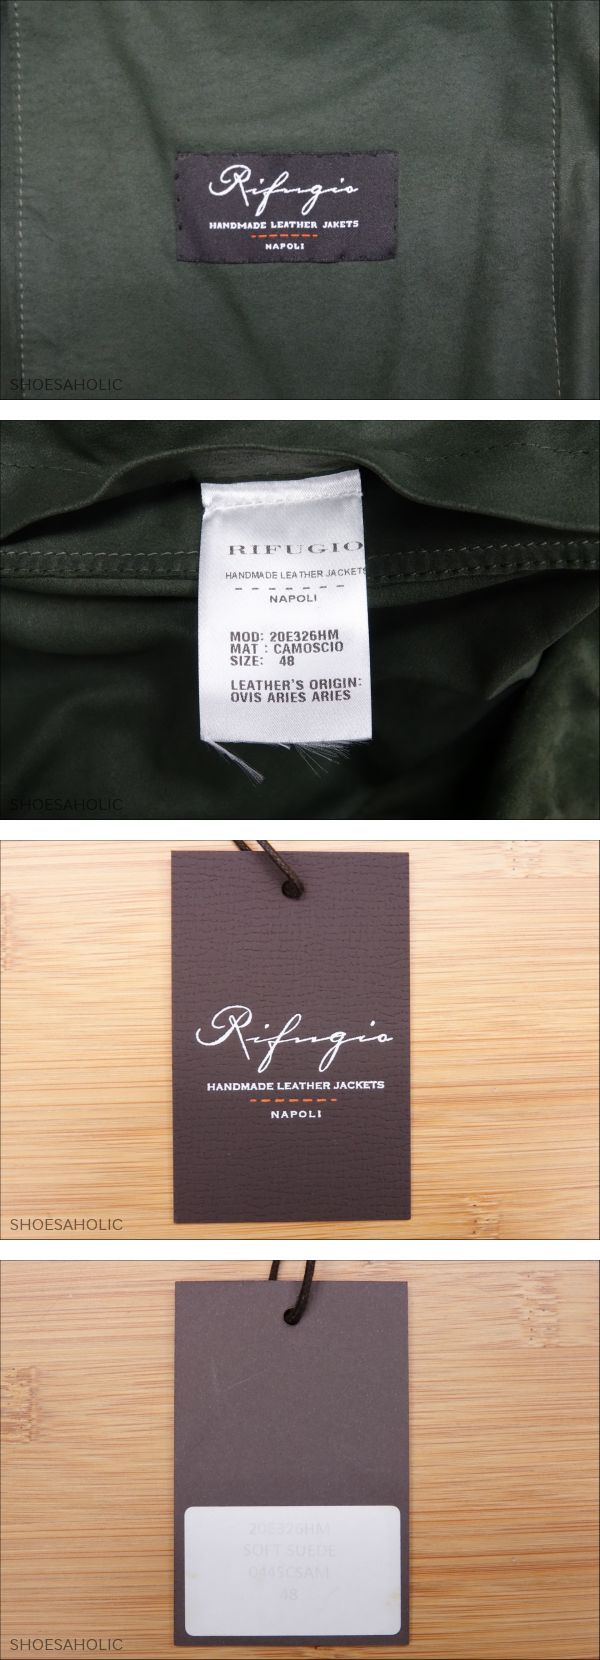 Rifugio
HANDMADE LEATHER JAKETS
NAPOLI
SHOESAHOLIC
RIFUGIO
HANDMADE LEATHER JACKETS
NAPOLI
MOD: 20E326HM
MAT : CAMOSCIO
SIZE: 48
LEATHER'S ORIGIN:
OVIS ARIES ARIES
SHOESAHOLIC
Rifugio
HANDMADE LEATHER JACKETS
NAPOLI
SHOESAHOLIC
20E326HM
SOFT SUEDE
48
SHOESAHOLIC